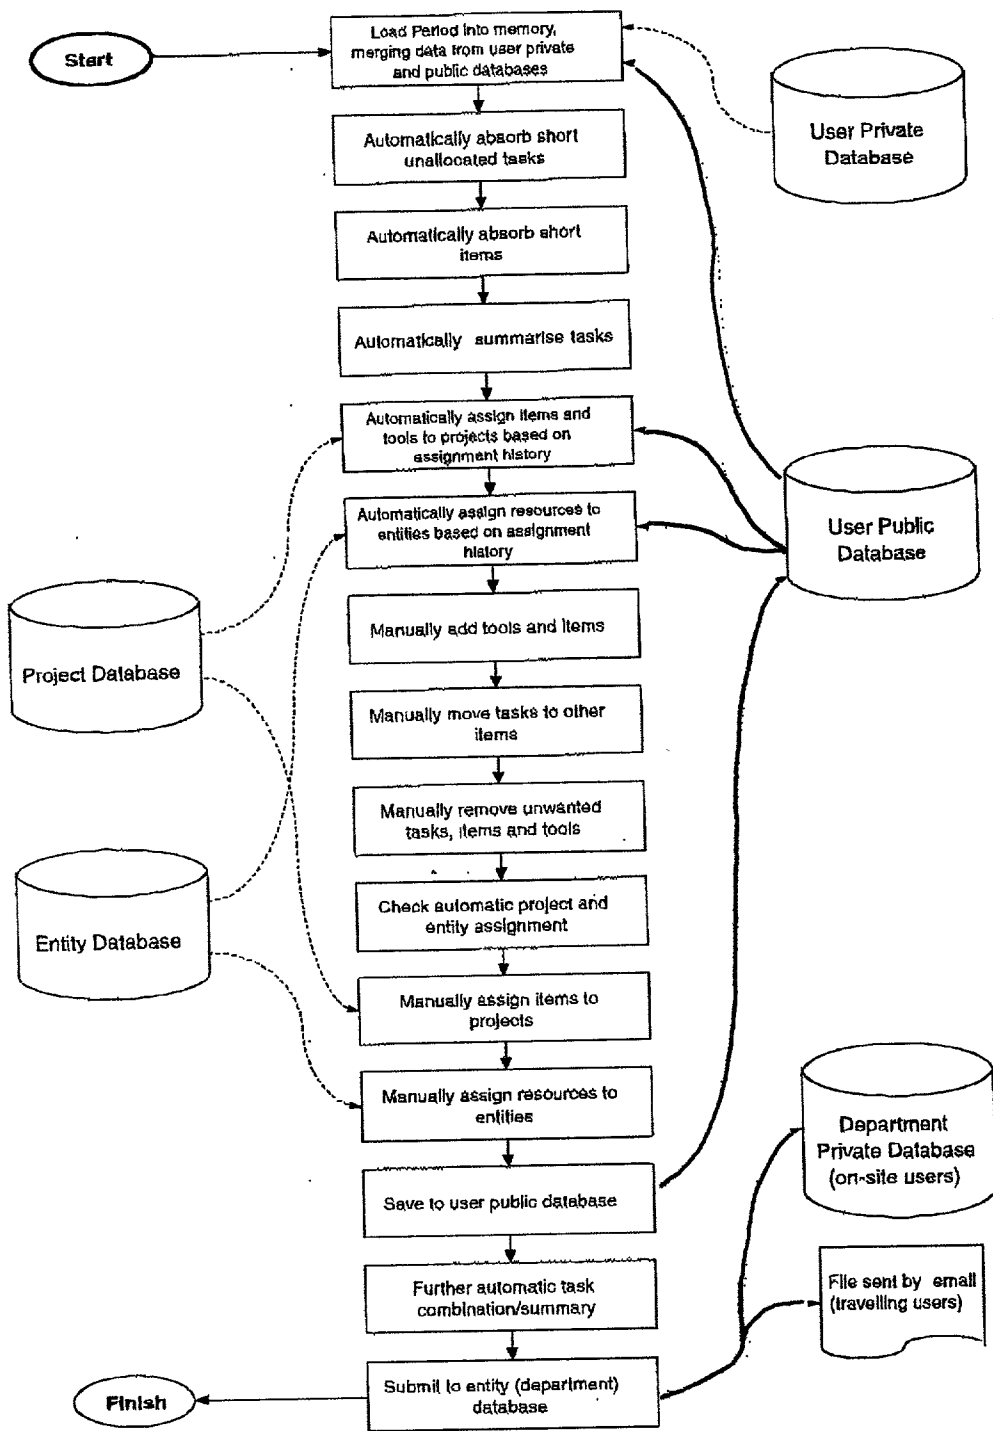 Start
Load Period into memory,
merging data from user private
and public databases
User Private
Database
Automatically absorb short
unallocated tasks
Automatically absorb short
items
Automatically summarise tasks
Automatically assign items and
tools to projects based on
assignment history
Automatically assign resources to
entities based on assignment
history
User Public
Database
Manually add tools and items
Project Database
Manually move tasks to other
items
Manually remove unwanted
tasks, items and tools
Check automatic project and
entity assignment
Entity Database
Manually assign items to
projects
Manually assign resources to
entities
Department
Private Database
(on-site users)
Save to user public database
Further automatic task
combination/summary
File sent by email
(travelling users)
Submit to entity (department)
database
Finish